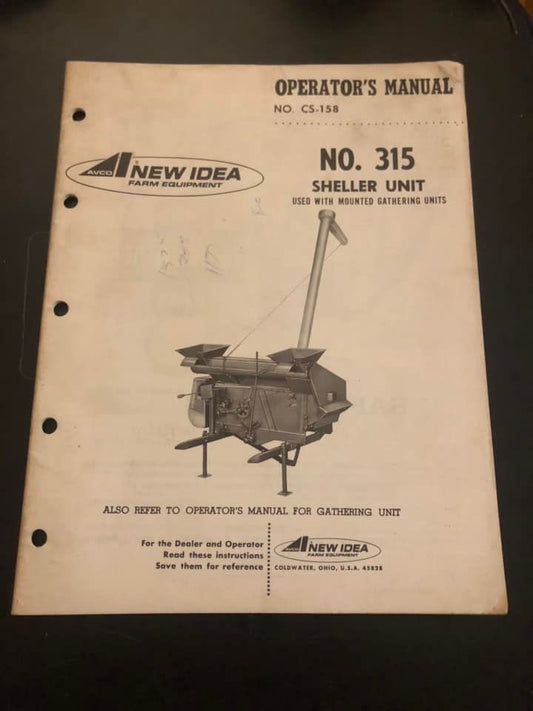 OPERATOR'S MANUAL
NO. CS-158
AVCO NEW IDEA
FARM EQUIPMENT
NO. 315
SHELLER UNIT
USED WITH MOUNTED GATHERING UNITS
ALSO REFER TO OPERATOR'S MANUAL FOR GATHERING UNIT
For the Dealer and Operator
Read these instructions
Save them for reference
AVCO NEW IDEA
FARM EQUIPMENT
COLDWATER, OHIO, U.S.A. 45828